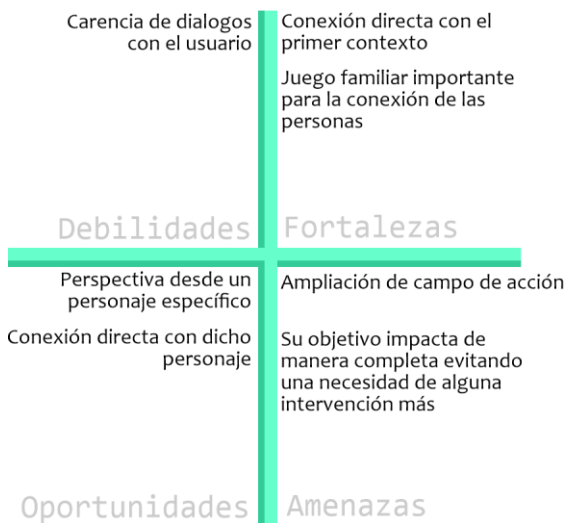 Carencia de dialogos
con el usuario
Debilidades
Conexión directa con el
primer contexto
Juego familiar importante
para la conexión de las
personas
Fortalezas
Perspectiva desde un
personaje específico
Conexión directa con dicho
personaje
Oportunidades
Ampliación de campo de acción
Su objetivo impacta de
manera completa evitando
una necesidad de alguna
intervención más
Amenazas